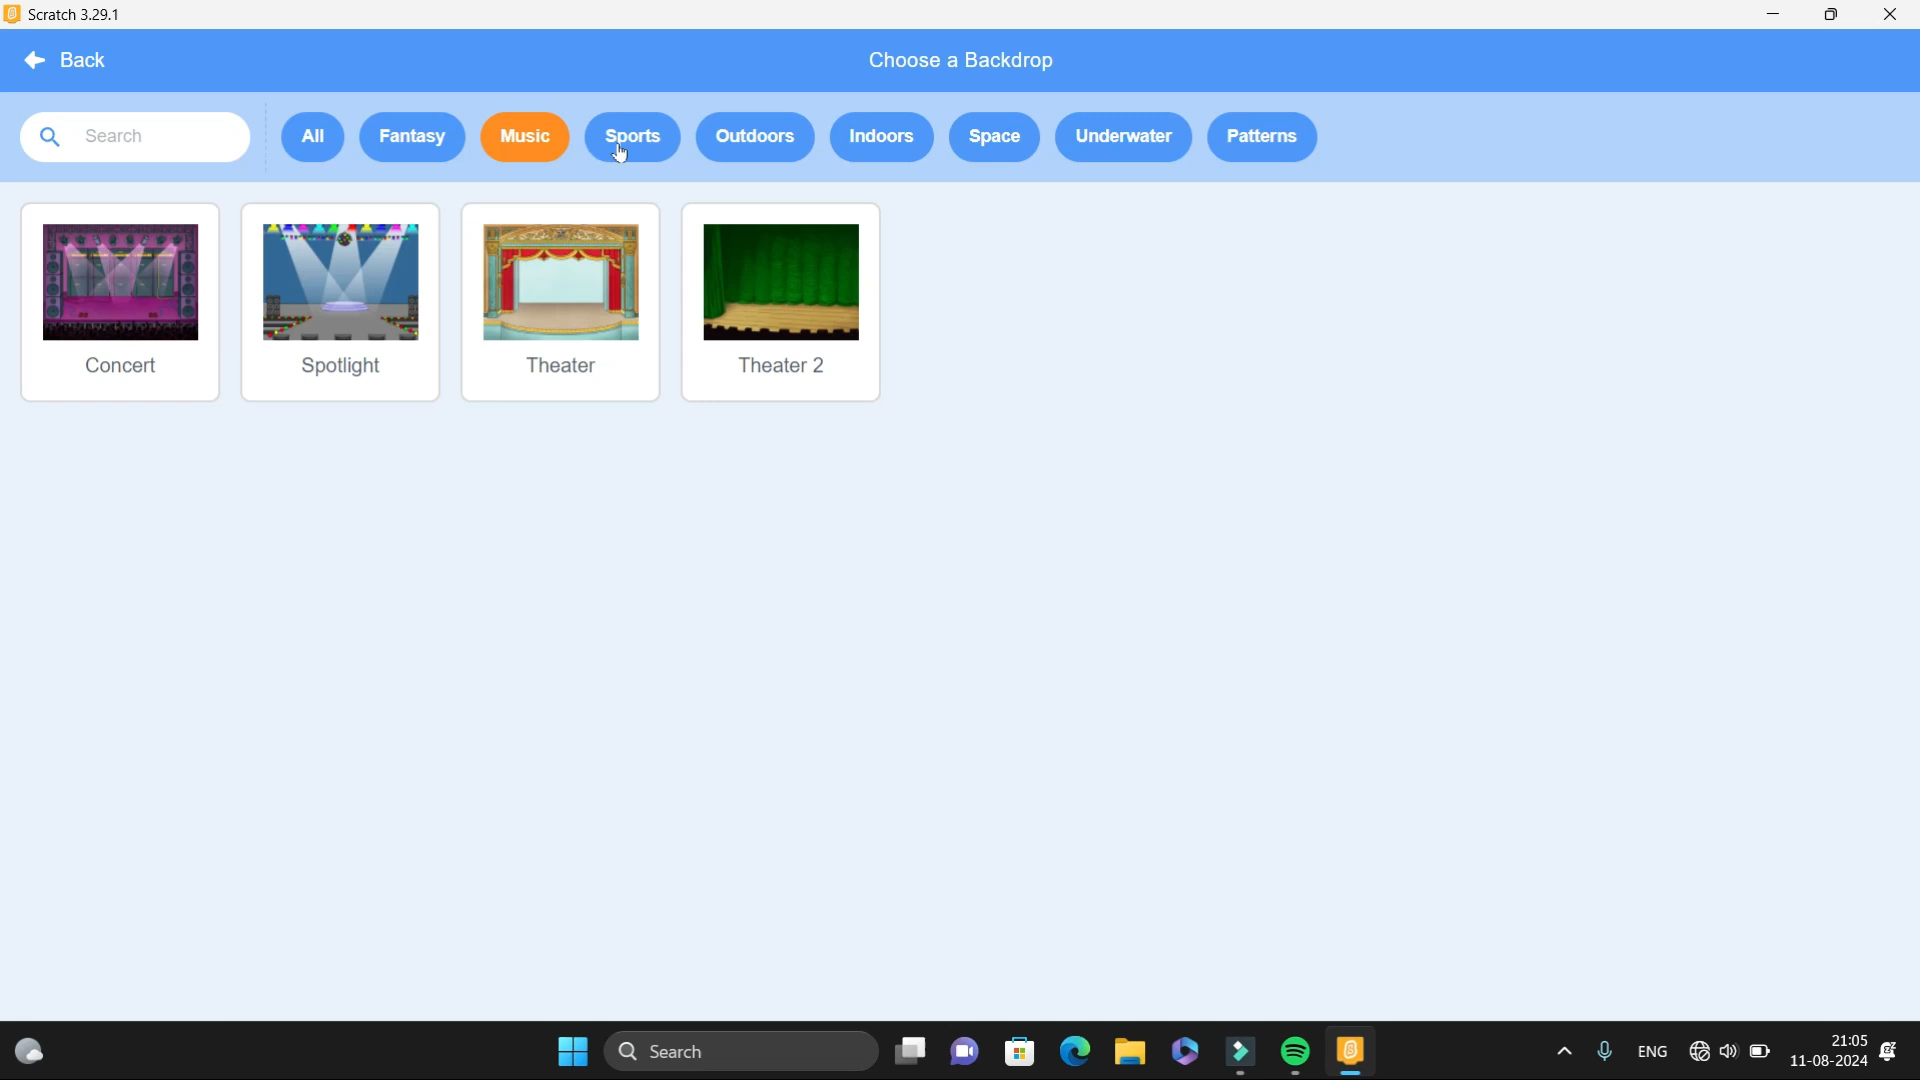 Scratch 3.29.1
Back
Choose a Backdrop
Search
All
Fantasy
Music
Sports
Outdoors
Indoors
Space
Underwater
Patterns
Concert
Spotlight
Theater
Theater 2
Search
ENG
21:05
11-08-2024